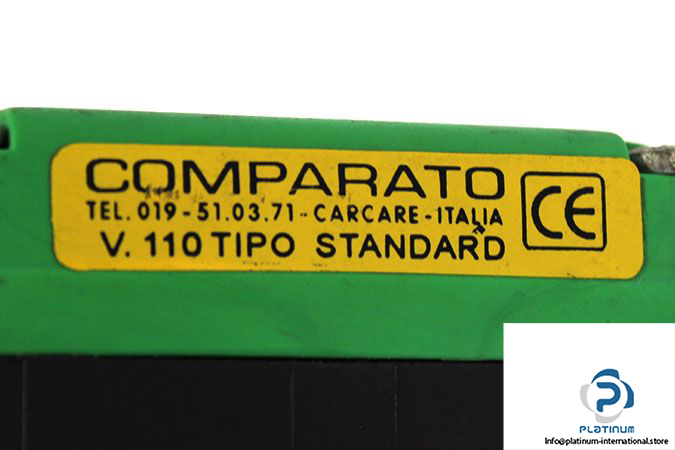 COMPARATO
TEL. 019-51.03.71-CARCARE-ITALIA
V. 110 TIPO STANDARD
CE
PLATINUM
Info@platinum-international.store